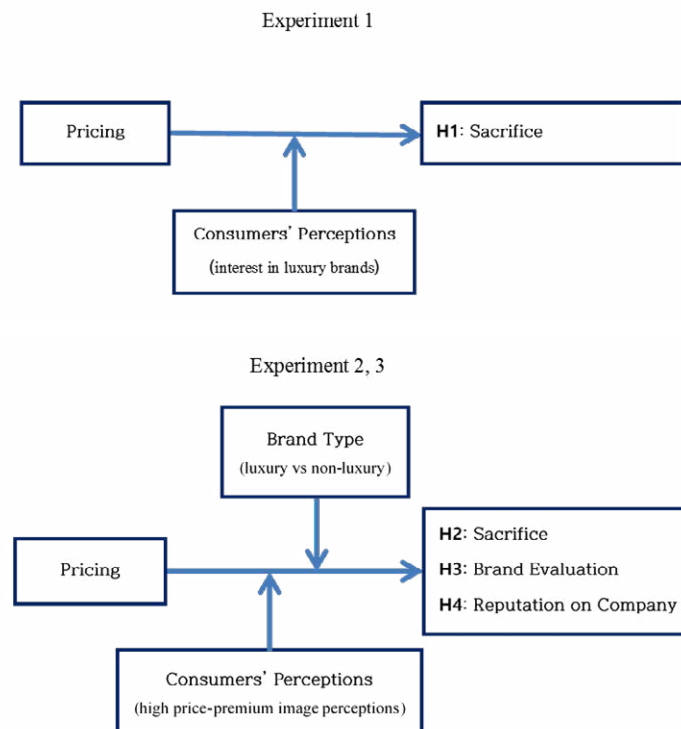 Experiment 1
Pricing
H1: Sacrifice
Consumers' Perceptions
(interest in luxury brands)
Experiment 2, 3
Brand Type
(luxury vs non-luxury)
Pricing
H2: Sacrifice
H3: Brand Evaluation
H4: Reputation on Company
Consumers' Perceptions
(high price-premium image perceptions)